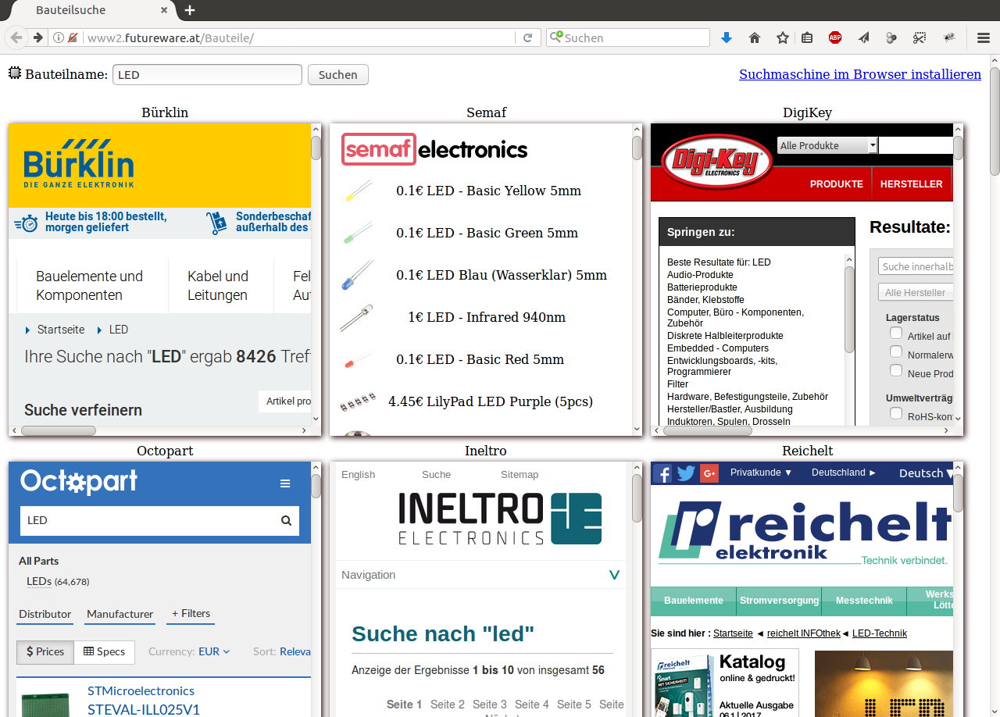 Bauteilsuche
www2.futureware.at/Bauteile/
Suchen
ABP
Bauteilname: LED Suchen
Suchmaschine im Browser installieren
Bürklin
Bürklin
DIE GANZE ELEKTRONIK
Heute bis 18:00 bestellt,
morgen geliefert
Sonderbeschaf
außerhalb des
Bauelemente und
Komponenten
Kabel und
Leitungen
Fel
Au
Startseite LED
Ihre Suche nach "LED" ergab 8426 Tref
Artikel pro
Suche verfeinern
Semaf
semaf electronics
0.1€ LED - Basic Yellow 5mm
0.1€ LED - Basic Green 5mm
0.1€ LED Blau (Wasserklar) 5mm
1€ LED - Infrared 940nm
0.1€ LED - Basic Red 5mm
4.45€ LilyPad LED Purple (5pcs)
DigiKey
Digi-Key
ELECTRONICS
Alle Produkte
PRODUKTE HERSTELLER
Springen zu:
Beste Resultate für: LED
Audio-Produkte
Batterieprodukte
Bänder, Klebstoffe
Computer, Büro - Komponenten,
Zubehör
Diskrete Halbleiterprodukte
Embedded - Computers
Entwicklungsboards, -kits,
Programmierer
Filter
Hardware, Befestigungsteile, Zubehör
Hersteller/Bastler, Ausbildung
Induktoren, Spulen, Drosseln
Resultate:
Suche innerhalb
Alle Hersteller
Lagerstatus
Artikel auf
Normalerw
Neue Prod
Umweltverträg
RoHS-kont
Octopart
Octopart
LED
All Parts
LEDs (64,678)
Distributor Manufacturer + Filters
$ Prices Specs Currency: EUR Sort: Releva
STMicroelectronics
STEVAL-ILL025V1
Ineltro
English Suche Sitemap
INELTRO
ELECTRONICS
Navigation
Suche nach "led"
Anzeige der Ergebnisse 1 bis 10 von insgesamt 56
Seite 1 Seite 2 Seite 3 Seite 4 Seite 5 Seite
Reichelt
Privatkunde ▼ Deutschland ► Deutsch ▼
reichelt
elektronik
Technik verbindet.
Bauelemente Stromversorgung Messtechnik Werks
Lötte
Sie sind hier : Startseite ◄ reichelt INFOthek ◄ LED-Technik
Katalog
online & gedruckt!
Aktuelle Ausgabe
06.1 | 2017
LED